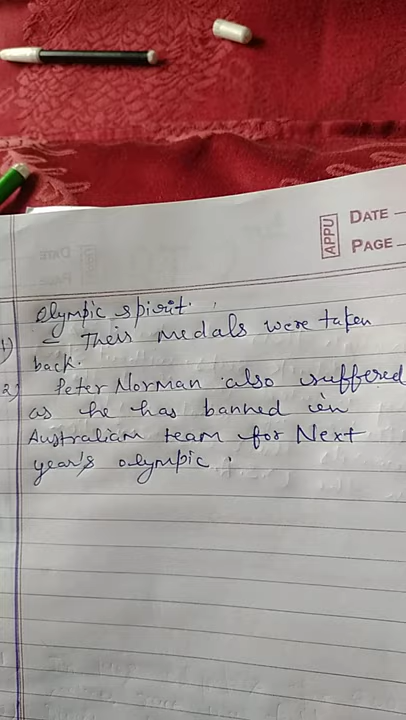 APPU
DATE
PAGE
Olympic spirit.
1) - Their medals were taken
back.
2) Peter Norman also suffered
as he has banned in
Australian team for Next
year's olympic.